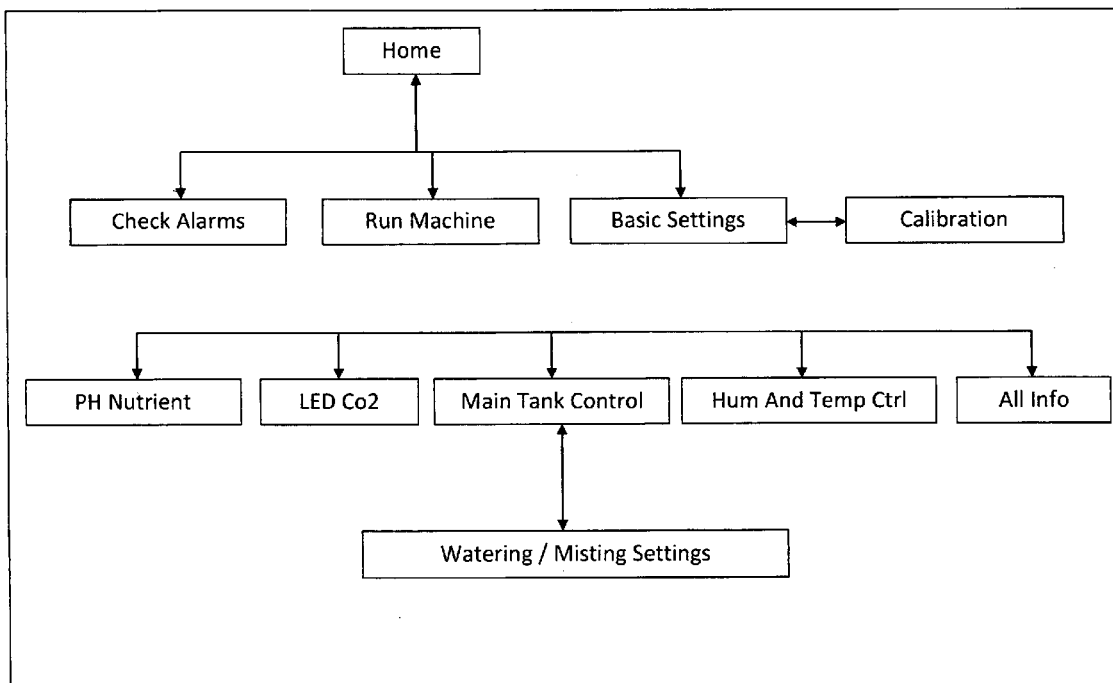 Home
Check Alarms
Run Machine
Basic Settings
Calibration
PH Nutrient
LED Co2
Main Tank Control
Hum And Temp Ctrl
All Info
Watering / Misting Settings